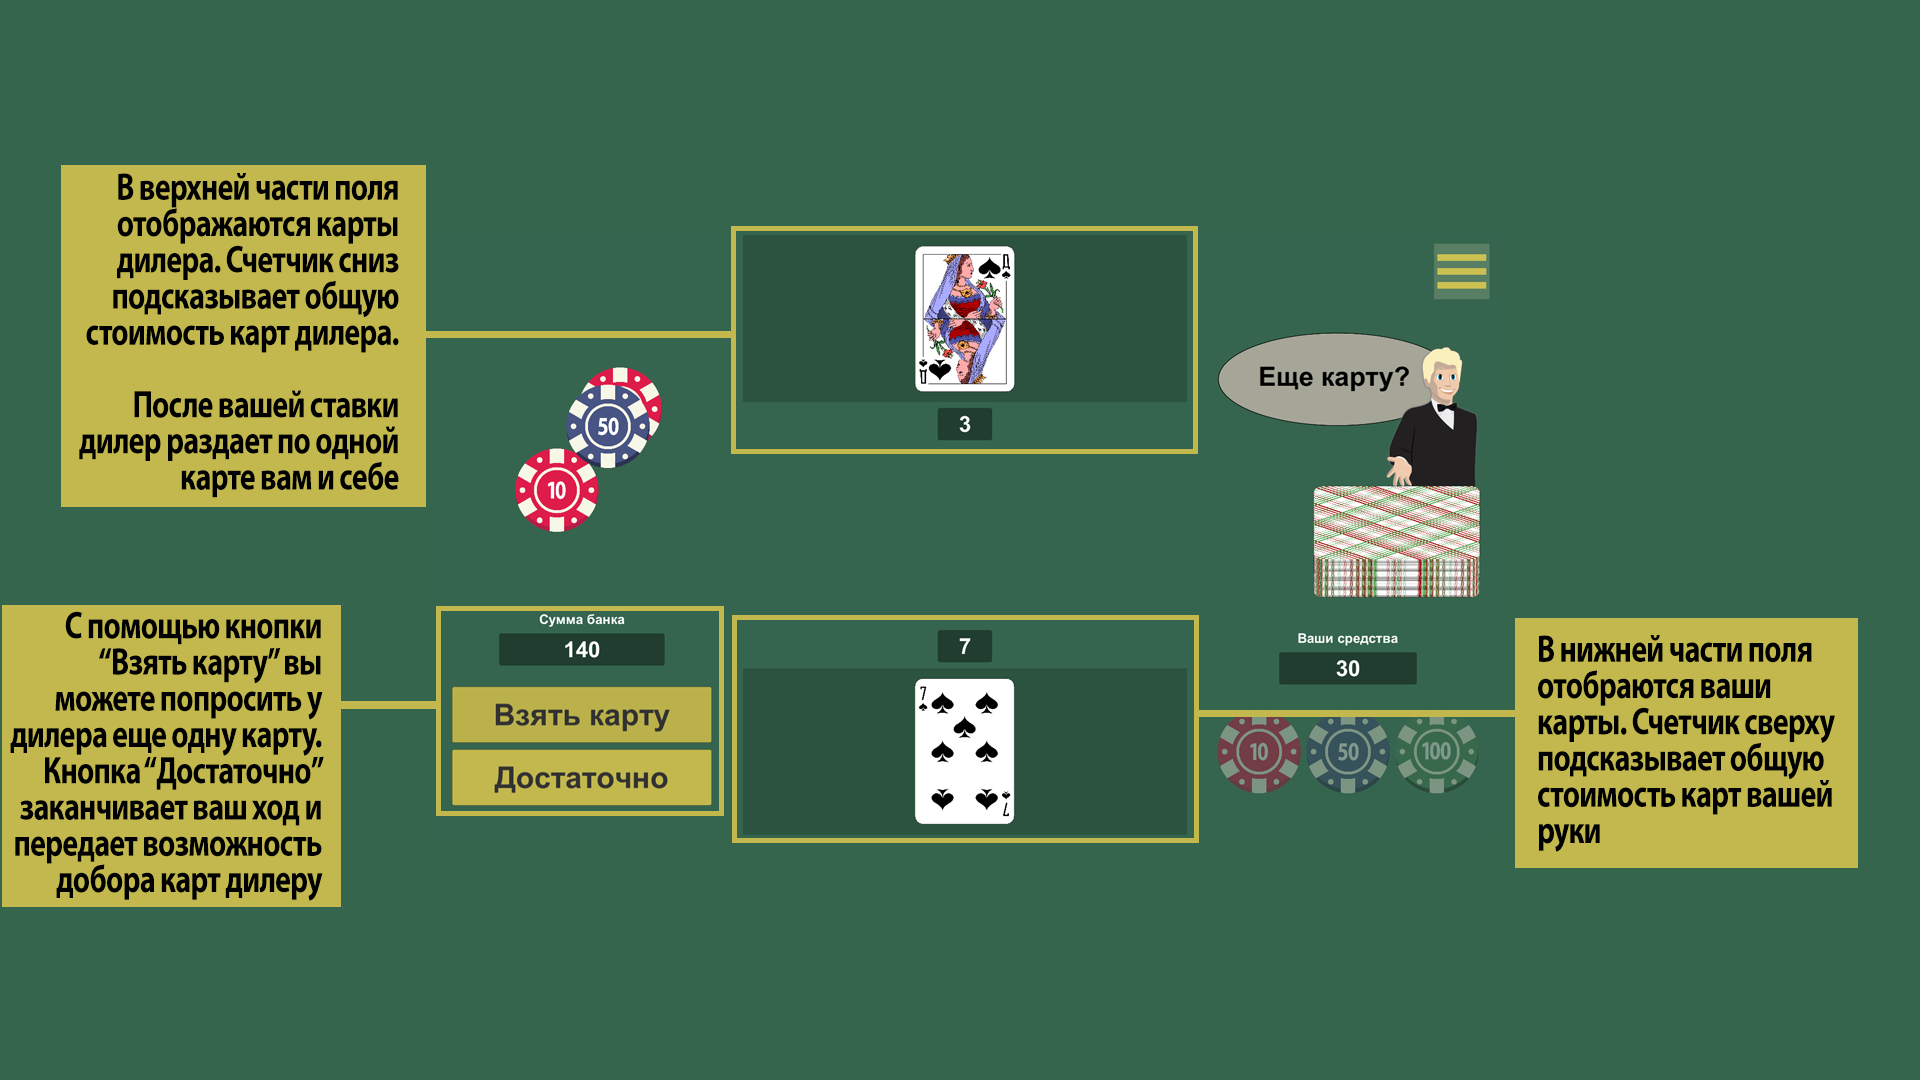 В верхней части поля
отображаются карты
дилера. Счетчик сниз
подсказывает общую
стоимость карт дилера.
После вашей ставки
дилер раздает по одной
карте вам и себе
Д
Д
3
Еще карту?
50
10
С помощью кнопки
“Взять карту” вы
можете попросить у
дилера еще одну карту.
Кнопка “Достаточно”
заканчивает ваш ход и
передает возможность
добора карт дилеру
Сумма банка
140
Взять карту
Достаточно
7
7
7
Ваши средства
30
10
50
100
В нижней части поля
отобраются ваши
карты. Счетчик сверху
подсказывает общую
стоимость карт вашей
руки